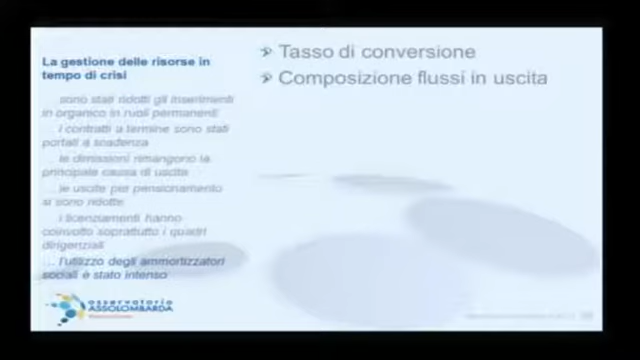 La gestione delle risorse in
tempo di crisi
... sono stati ridotti gli inserimenti
in organico in ruoli permanenti
... i contratti a termine sono stati
portati a scadenza
... le dimissioni rimangono la
principale causa di uscita
... le uscite per pensionamento
si sono ridotte
... i licenziamenti hanno
coinvolto soprattutto i quadri
dirigenziali
... l'utilizzo degli ammortizzatori
sociali è stato intenso
Tasso di conversione
Composizione flussi in uscita
osservatorio
ASSOLOMBARDA